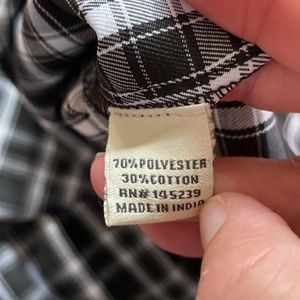 70%POLYESTER
30%COTTON
RN# 145239
MADE IN INDIA